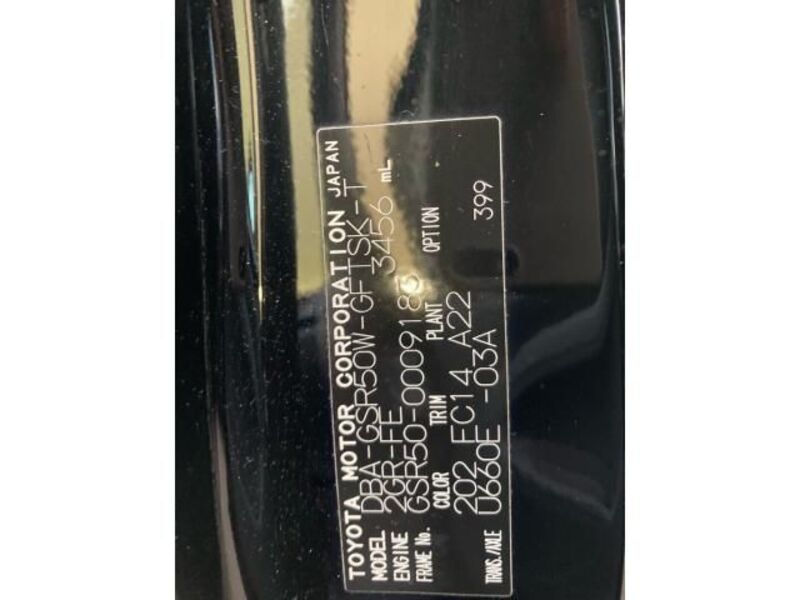 TOYOTA MOTOR CORPORATION JAPAN
MODEL DBA-GSR50W-GFTSK-T
ENGINE 2GR-FE 3456 mL
FRAME No. GSR50-0009183
COLOR TRIM PLANT OPTION
202 FC14 A22
TRANS./AXLE U660E -03A 399